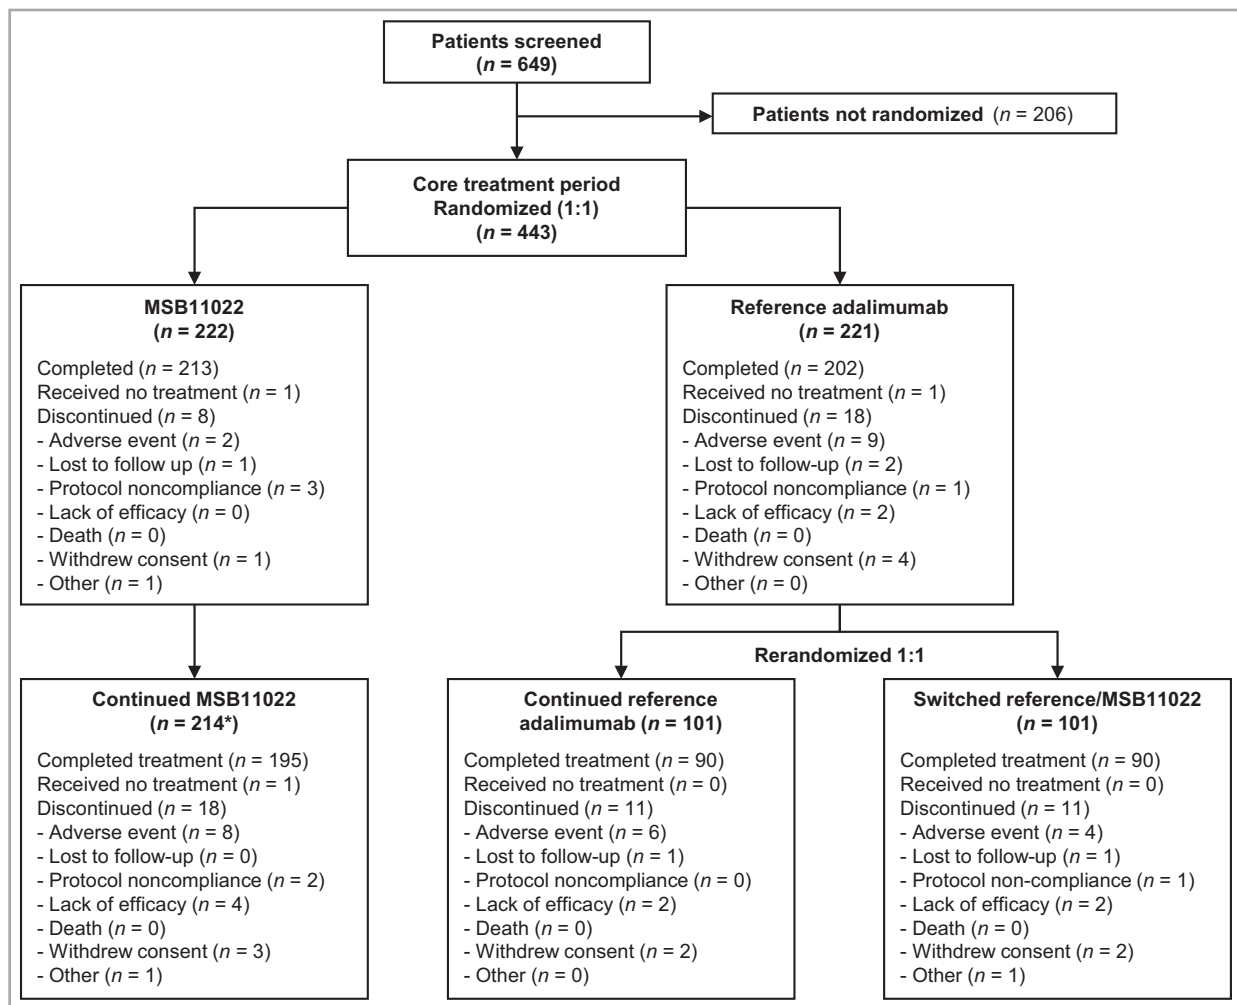 Patients screened
(n = 649)
Patients not randomized (n = 206)
Core treatment period
Randomized (1:1)
(n = 443)
MSB11022
(n = 222)
Completed (n = 213)
Received no treatment (n = 1)
Discontinued (n = 8)
- Adverse event (n = 2)
- Lost to follow up (n = 1)
- Protocol noncompliance (n = 3)
- Lack of efficacy (n = 0)
- Death (n = 0)
- Withdrew consent (n = 1)
- Other (n = 1)
Reference adalimumab
(n = 221)
Completed (n = 202)
Received no treatment (n = 1)
Discontinued (n = 18)
- Adverse event (n = 9)
- Lost to follow-up (n = 2)
- Protocol noncompliance (n = 1)
- Lack of efficacy (n = 2)
- Death (n = 0)
- Withdrew consent (n = 4)
- Other (n = 0)
Rerandomized 1:1
Continued MSB11022
(n = 214*)
Completed treatment (n = 195)
Received no treatment (n = 1)
Discontinued (n = 18)
- Adverse event (n = 8)
- Lost to follow-up (n = 0)
- Protocol noncompliance (n = 2)
- Lack of efficacy (n = 4)
- Death (n = 0)
- Withdrew consent (n = 3)
- Other (n = 1)
Continued reference
adalimumab (n = 101)
Completed treatment (n = 90)
Received no treatment (n = 0)
Discontinued (n = 11)
- Adverse event (n = 6)
- Lost to follow-up (n = 1)
- Protocol noncompliance (n = 0)
- Lack of efficacy (n = 2)
- Death (n = 0)
- Withdrew consent (n = 2)
- Other (n = 0)
Switched reference/MSB11022
(n = 101)
Completed treatment (n = 90)
Received no treatment (n = 0)
Discontinued (n = 11)
- Adverse event (n = 4)
- Lost to follow-up (n = 1)
- Protocol non-compliance (n = 1)
- Lack of efficacy (n = 2)
- Death (n = 0)
- Withdrew consent (n = 2)
- Other (n = 1)